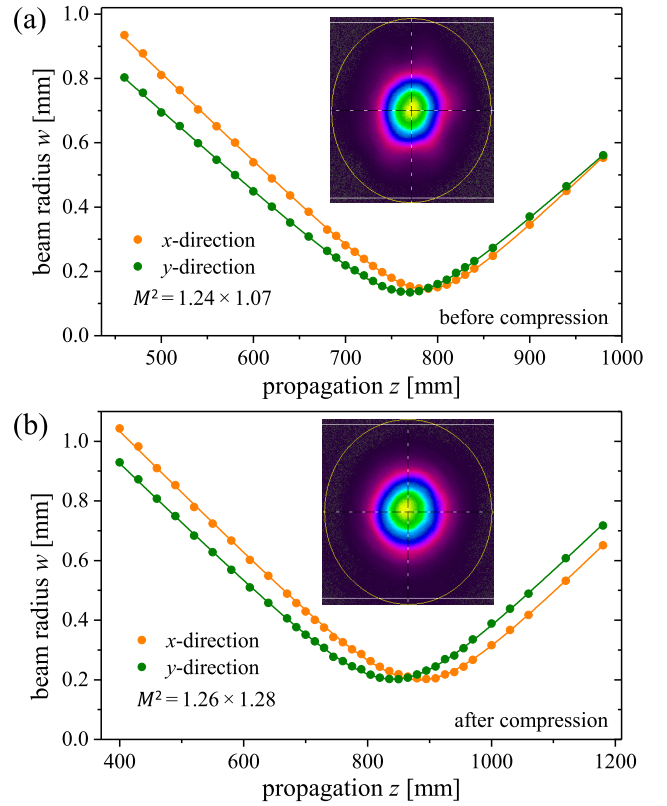 (a)
1.0
0.8
0.6
0.4
0.2
0.0
beam radius w [mm]
x-direction
y-direction
M² = 1.24 × 1.07
before compression
500 600 700 800 900 1000
propagation z [mm]
(b)
1.0
0.8
0.6
0.4
0.2
0.0
beam radius w [mm]
x-direction
y-direction
M² = 1.26 × 1.28
after compression
400 600 800 1000 1200
propagation z [mm]